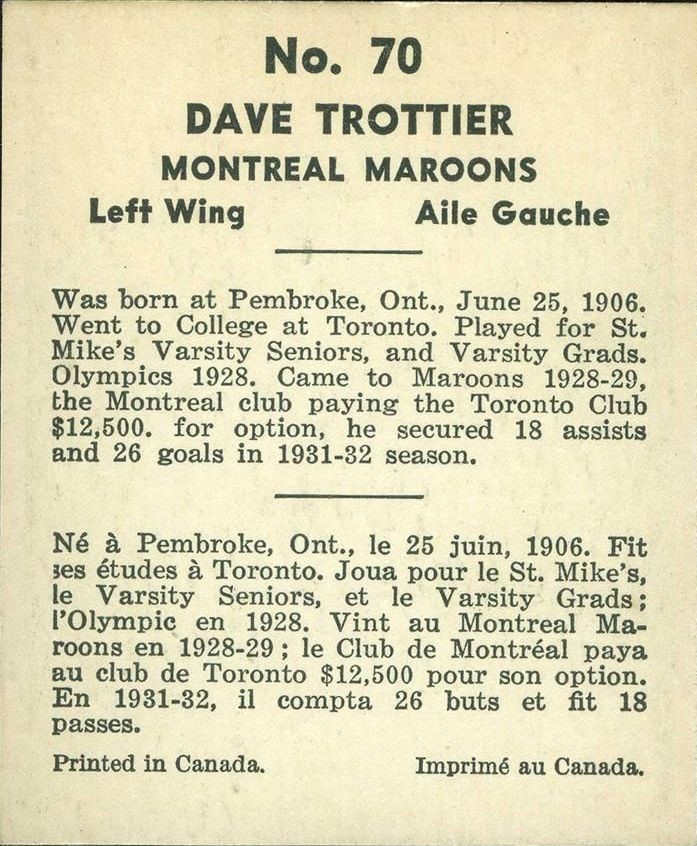 No. 70
DAVE TROTTIER
MONTREAL MAROONS
Left Wing Aile Gauche
Was born at Pembroke, Ont., June 25, 1906.
Went to College at Toronto. Played for St.
Mike's Varsity Seniors, and Varsity Grads.
Olympics 1928. Came to Maroons 1928-29,
the Montreal club paying the Toronto Club
$12,500. for option, he secured 18 assists
and 26 goals in 1931-32 season.
Né à Pembroke, Ont., le 25 juin, 1906. Fit
ses études à Toronto. Joua pour le St. Mike's,
le Varsity Seniors, et le Varsity Grads;
l'Olympic en 1928. Vint au Montreal Ma-
roons en 1928-29; le Club de Montréal paya
au club de Toronto $12,500 pour son option.
En 1931-32, il compta 26 buts et fit 18
passes.
Printed in Canada. Imprimé au Canada.